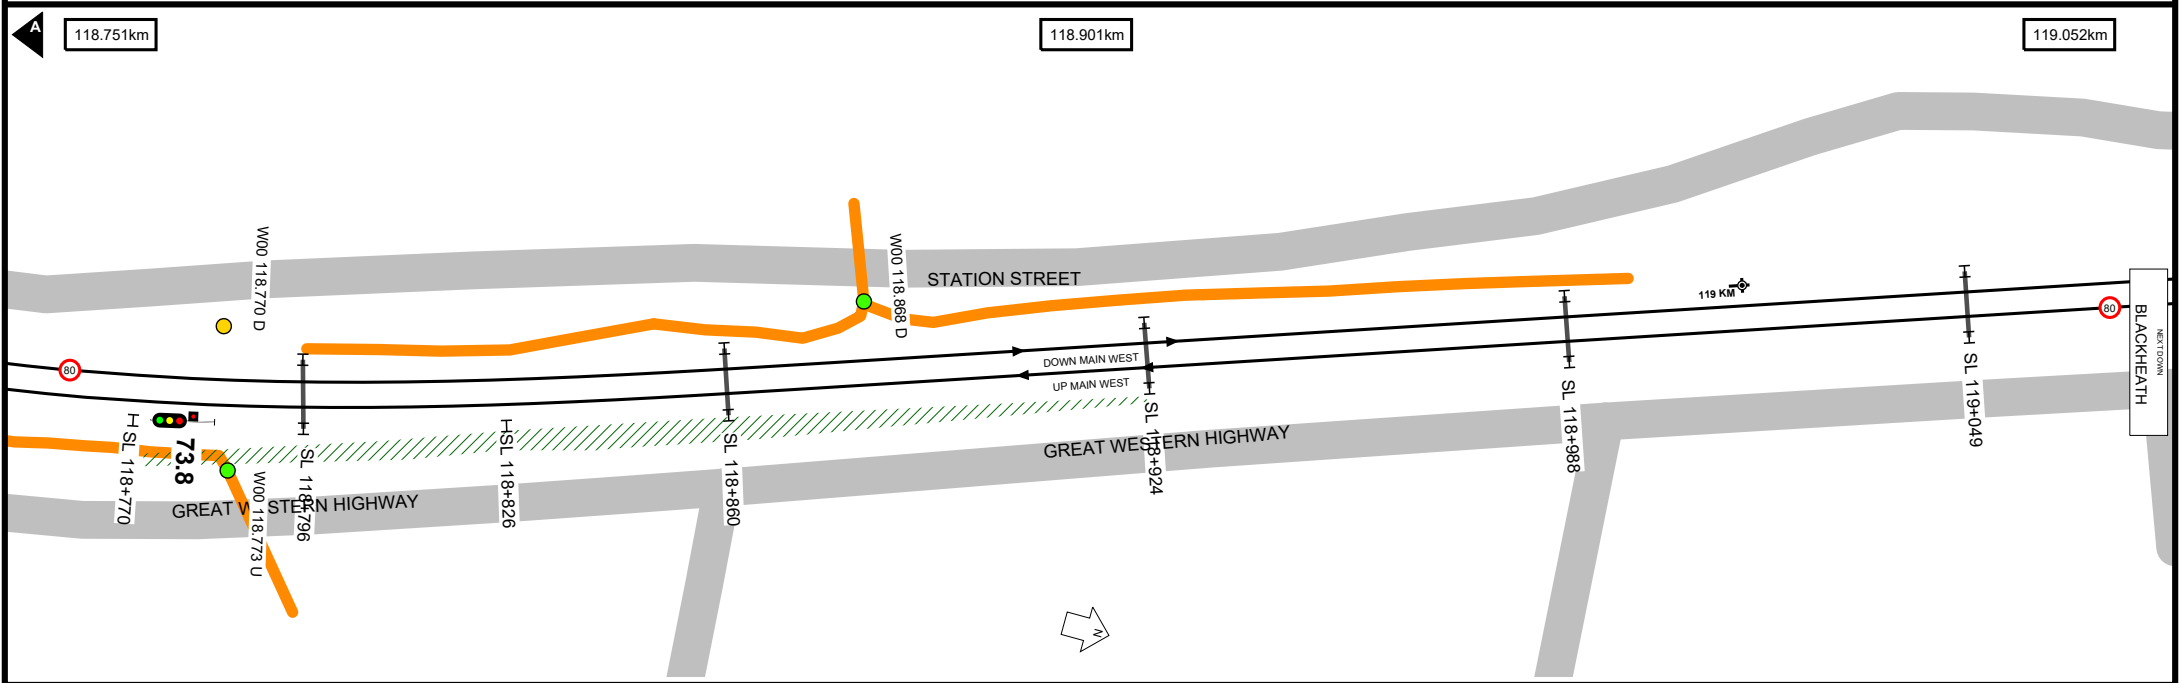 A
118.751km
118.901km
119.052km
W00 118.770 D
W00 118.868 D
STATION STREET
119 KM
80
80
DOWN MAIN WEST
UP MAIN WEST
NEXT DOWN
BLACKHEATH
73.8
SL 118+770
SL 118+796
SL 118+826
SL 118+860
SL 118+924
SL 118+988
SL 119+049
GREAT WESTERN HIGHWAY
GREAT WESTERN HIGHWAY
W00 118.773 U
N